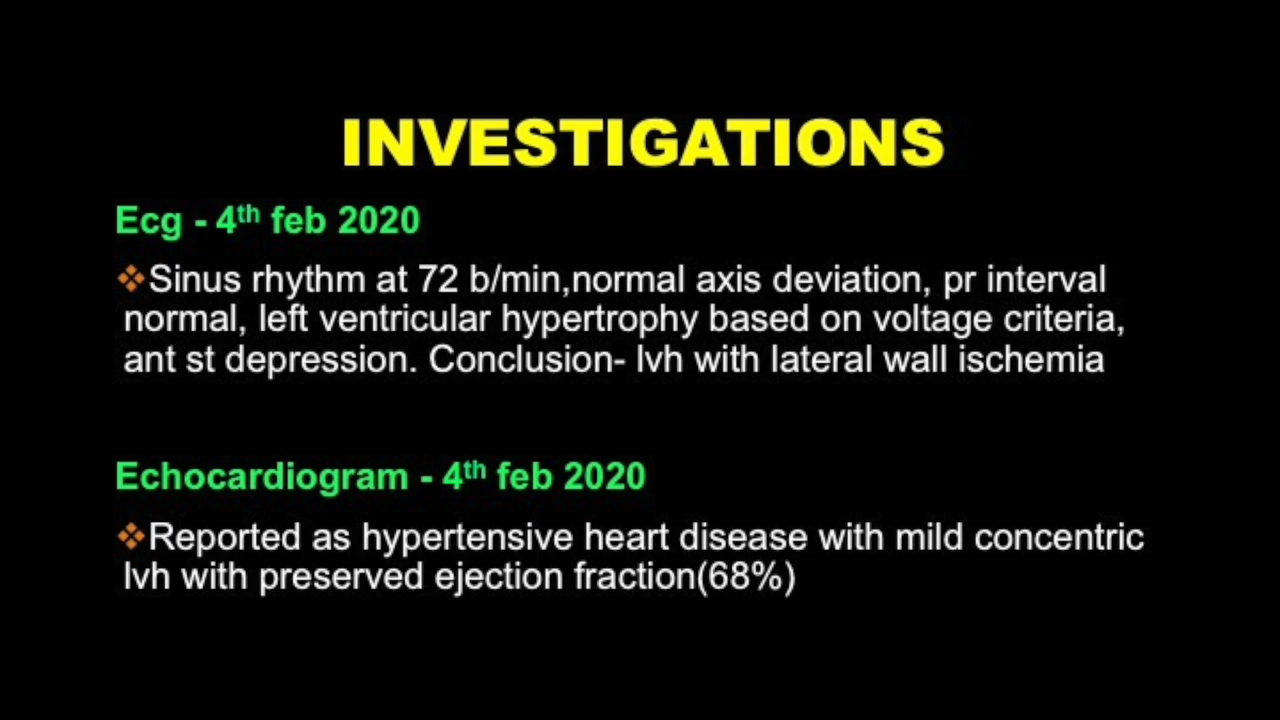 INVESTIGATIONS
Ecg - 4th feb 2020
❖Sinus rhythm at 72 b/min,normal axis deviation, pr interval
normal, left ventricular hypertrophy based on voltage criteria,
ant st depression. Conclusion- lvh with lateral wall ischemia
Echocardiogram - 4th feb 2020
❖Reported as hypertensive heart disease with mild concentric
lvh with preserved ejection fraction(68%)